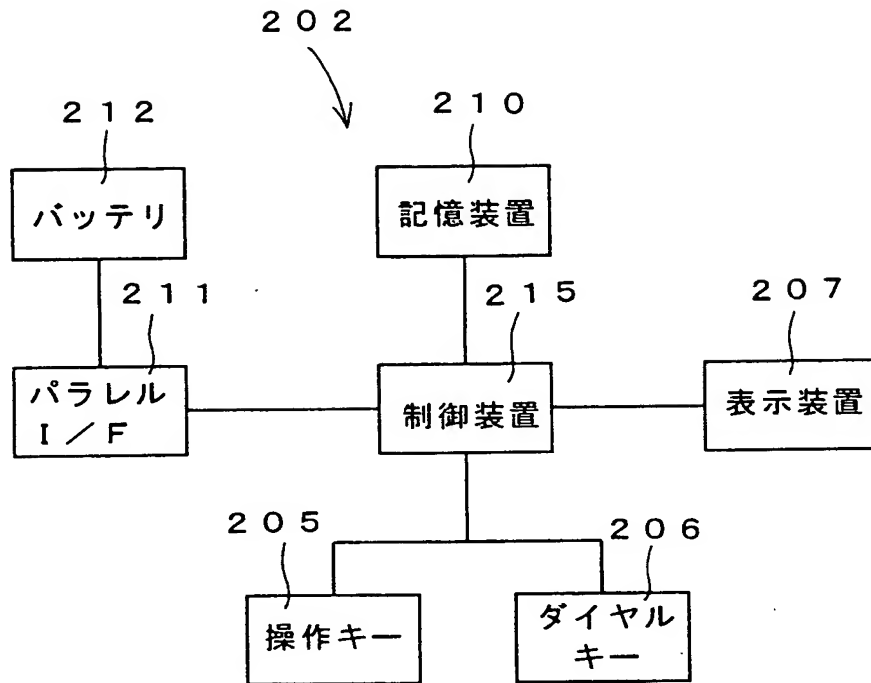 ２０２
２１２
２１０
バッテリ
記憶装置
２１１
２１５
２０７
パラレル
Ｉ／Ｆ
制御装置
表示装置
２０５
２０６
操作キー
ダイヤル
キー